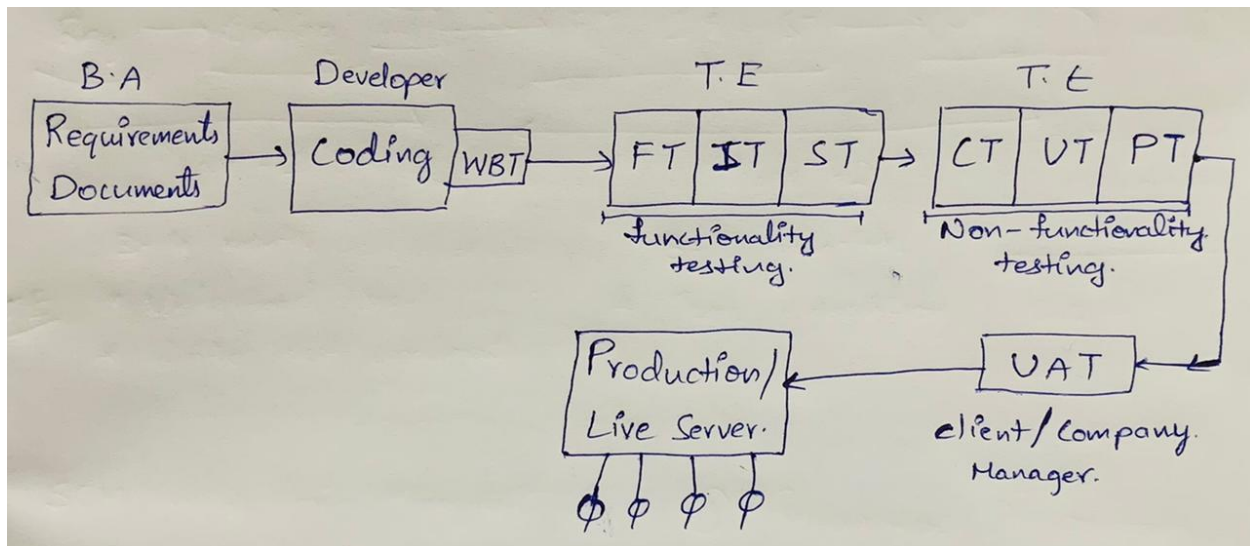 B.A
Requirements
Documents
Developer
Coding
WBT
T.E
FT IT ST
functionality
testing.
T.E
CT UT PT
Non-functionality
testing.
UAT
client/Company
Manager.
Production/
Live Server.